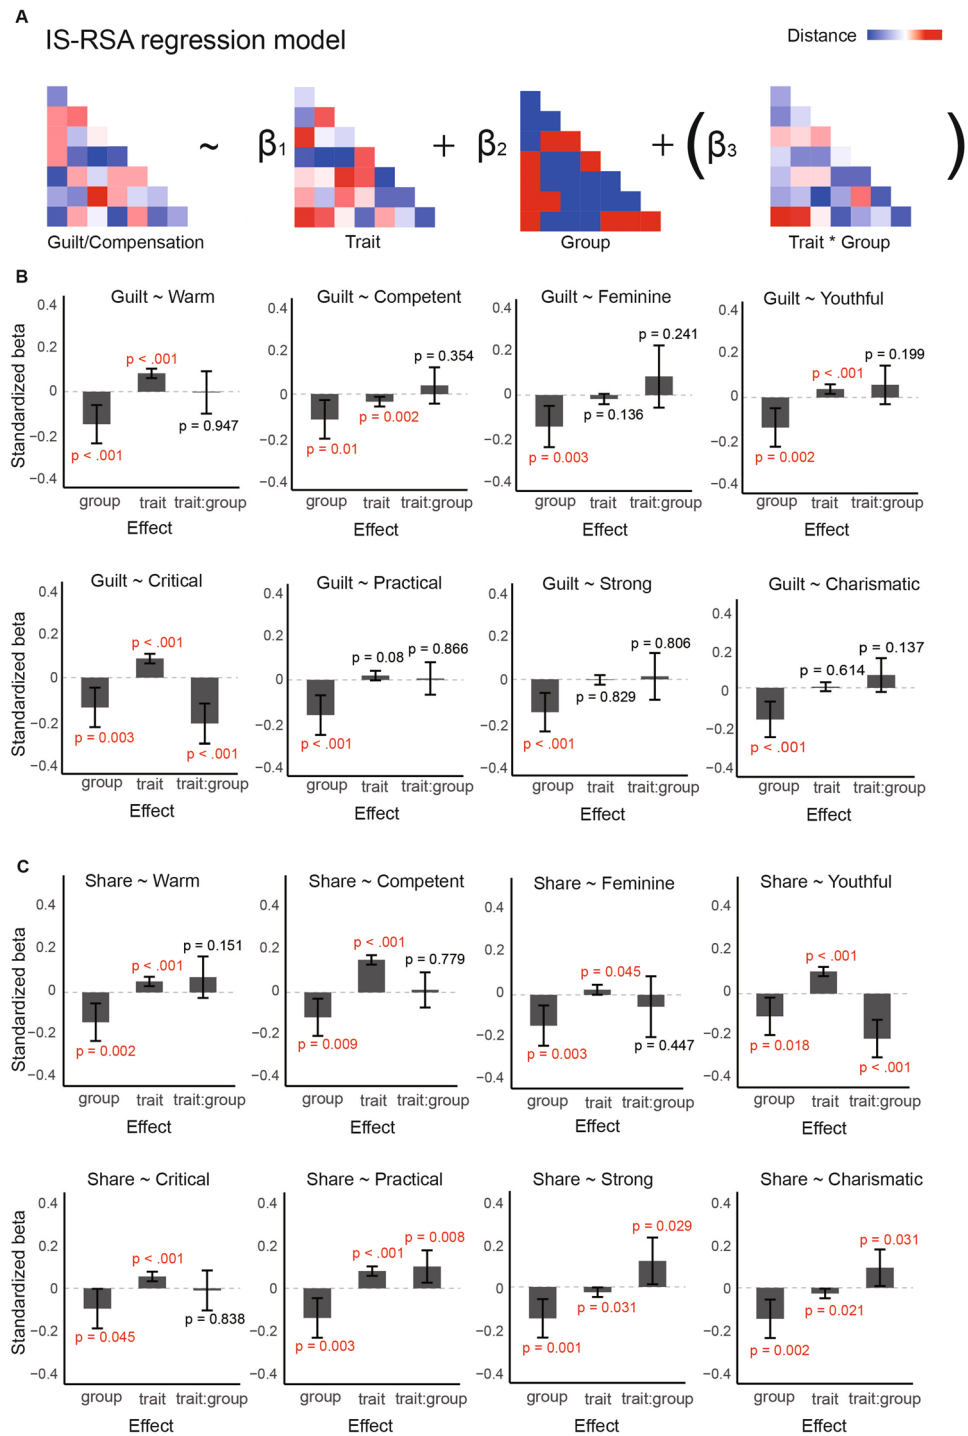 A
IS-RSA regression model
Distance
~ β1 + β2 + ( β3 )
Guilt/Compensation Trait Group Trait * Group
B
Guilt ~ Warm
Standardized beta
0.4
0.2
0
−0.2
−0.4
p < .001
p < .001
p = 0.947
group trait trait:group
Effect
Guilt ~ Competent
0.4
0.2
0
−0.2
−0.4
p = 0.01
p = 0.002
p = 0.354
group trait trait:group
Effect
Guilt ~ Feminine
0.4
0.2
0
−0.2
−0.4
p = 0.003
p = 0.136
p = 0.241
group trait trait:group
Effect
Guilt ~ Youthful
0.4
0.2
0
−0.2
−0.4
p = 0.002
p < .001
p = 0.199
group trait trait:group
Effect
Guilt ~ Critical
Standardized beta
0.4
0.2
0
−0.2
−0.4
p = 0.003
p < .001
p < .001
group trait trait:group
Effect
Guilt ~ Practical
0.4
0.2
0
−0.2
−0.4
p < .001
p = 0.08
p = 0.866
group trait trait:group
Effect
Guilt ~ Strong
0.4
0.2
0
−0.2
−0.4
p < .001
p = 0.829
p = 0.806
group trait trait:group
Effect
Guilt ~ Charismatic
0.4
0.2
0
−0.2
−0.4
p < .001
p = 0.614
p = 0.137
group trait trait:group
Effect
C
Share ~ Warm
Standardized beta
0.4
0.2
0
−0.2
−0.4
p = 0.002
p < .001
p = 0.151
group trait trait:group
Effect
Share ~ Competent
0.4
0.2
0
−0.2
−0.4
p = 0.009
p < .001
p = 0.779
group trait trait:group
Effect
Share ~ Feminine
0.4
0.2
0
−0.2
−0.4
p = 0.003
p = 0.045
p = 0.447
group trait trait:group
Effect
Share ~ Youthful
0.4
0.2
0
−0.2
−0.4
p = 0.018
p < .001
p < .001
group trait trait:group
Effect
Share ~ Critical
Standardized beta
0.4
0.2
0
−0.2
−0.4
p = 0.045
p < .001
p = 0.838
group trait trait:group
Effect
Share ~ Practical
0.4
0.2
0
−0.2
−0.4
p = 0.003
p < .001
p = 0.008
group trait trait:group
Effect
Share ~ Strong
0.4
0.2
0
−0.2
−0.4
p = 0.001
p = 0.031
p = 0.029
group trait trait:group
Effect
Share ~ Charismatic
0.4
0.2
0
−0.2
−0.4
p = 0.002
p = 0.021
p = 0.031
group trait trait:group
Effect